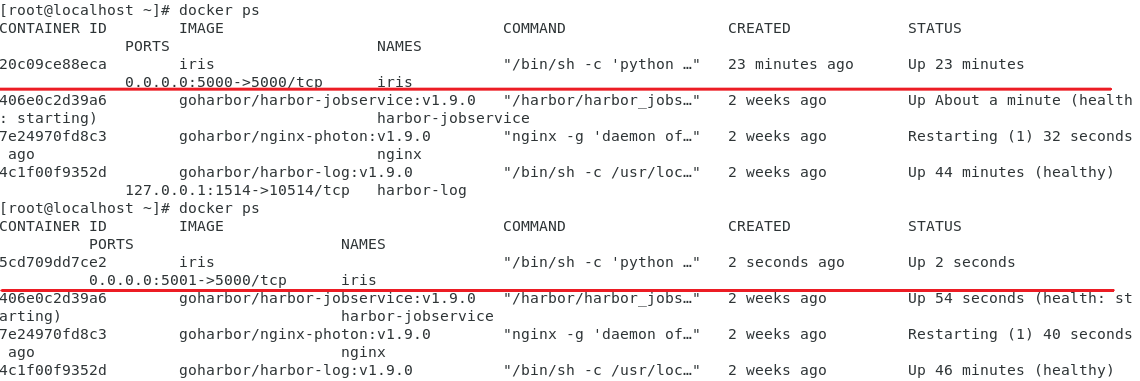 [root@localhost ~]# docker ps
CONTAINER ID        IMAGE                               COMMAND                  CREATED             STATUS
              PORTS                       NAMES
20c09ce88eca        iris                                "/bin/sh -c 'python …"   23 minutes ago      Up 23 minutes
              0.0.0.0:5000->5000/tcp      iris
406e0c2d39a6        goharbor/harbor-jobservice:v1.9.0   "/harbor/harbor_jobs…"   2 weeks ago         Up About a minute (health
: starting)                               harbor-jobservice
7e24970fd8c3        goharbor/nginx-photon:v1.9.0        "nginx -g 'daemon of…"   2 weeks ago         Restarting (1) 32 seconds
 ago                                      nginx
4c1f00f9352d        goharbor/harbor-log:v1.9.0          "/bin/sh -c /usr/loc…"   2 weeks ago         Up 44 minutes (healthy)
              127.0.0.1:1514->10514/tcp   harbor-log
[root@localhost ~]# docker ps
CONTAINER ID        IMAGE                               COMMAND                  CREATED             STATUS
          PORTS                       NAMES
5cd709dd7ce2        iris                                "/bin/sh -c 'python …"   2 seconds ago       Up 2 seconds
          0.0.0.0:5001->5000/tcp      iris
406e0c2d39a6        goharbor/harbor-jobservice:v1.9.0   "/harbor/harbor_jobs…"   2 weeks ago         Up 54 seconds (health: st
arting)                               harbor-jobservice
7e24970fd8c3        goharbor/nginx-photon:v1.9.0        "nginx -g 'daemon of…"   2 weeks ago         Restarting (1) 40 seconds
 ago                                  nginx
4c1f00f9352d        goharbor/harbor-log:v1.9.0          "/bin/sh -c /usr/loc…"   2 weeks ago         Up 46 minutes (healthy)